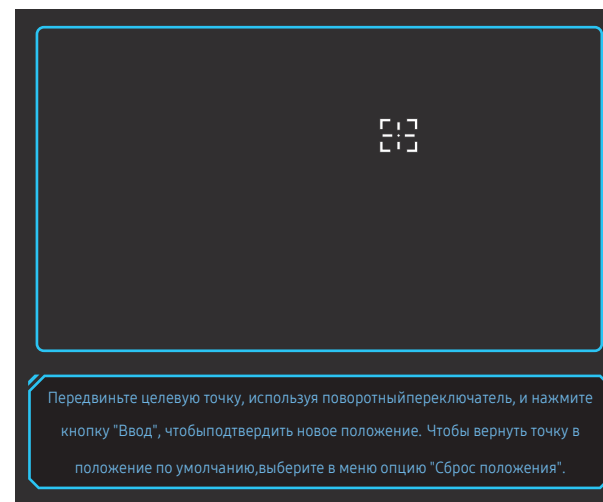 Передвиньте целевую точку, используя поворотныйпереключатель, и нажмите
кнопку "Ввод", чтобыподтвердить новое положение. Чтобы вернуть точку в
положение по умолчанию,выберите в меню опцию "Сброс положения".